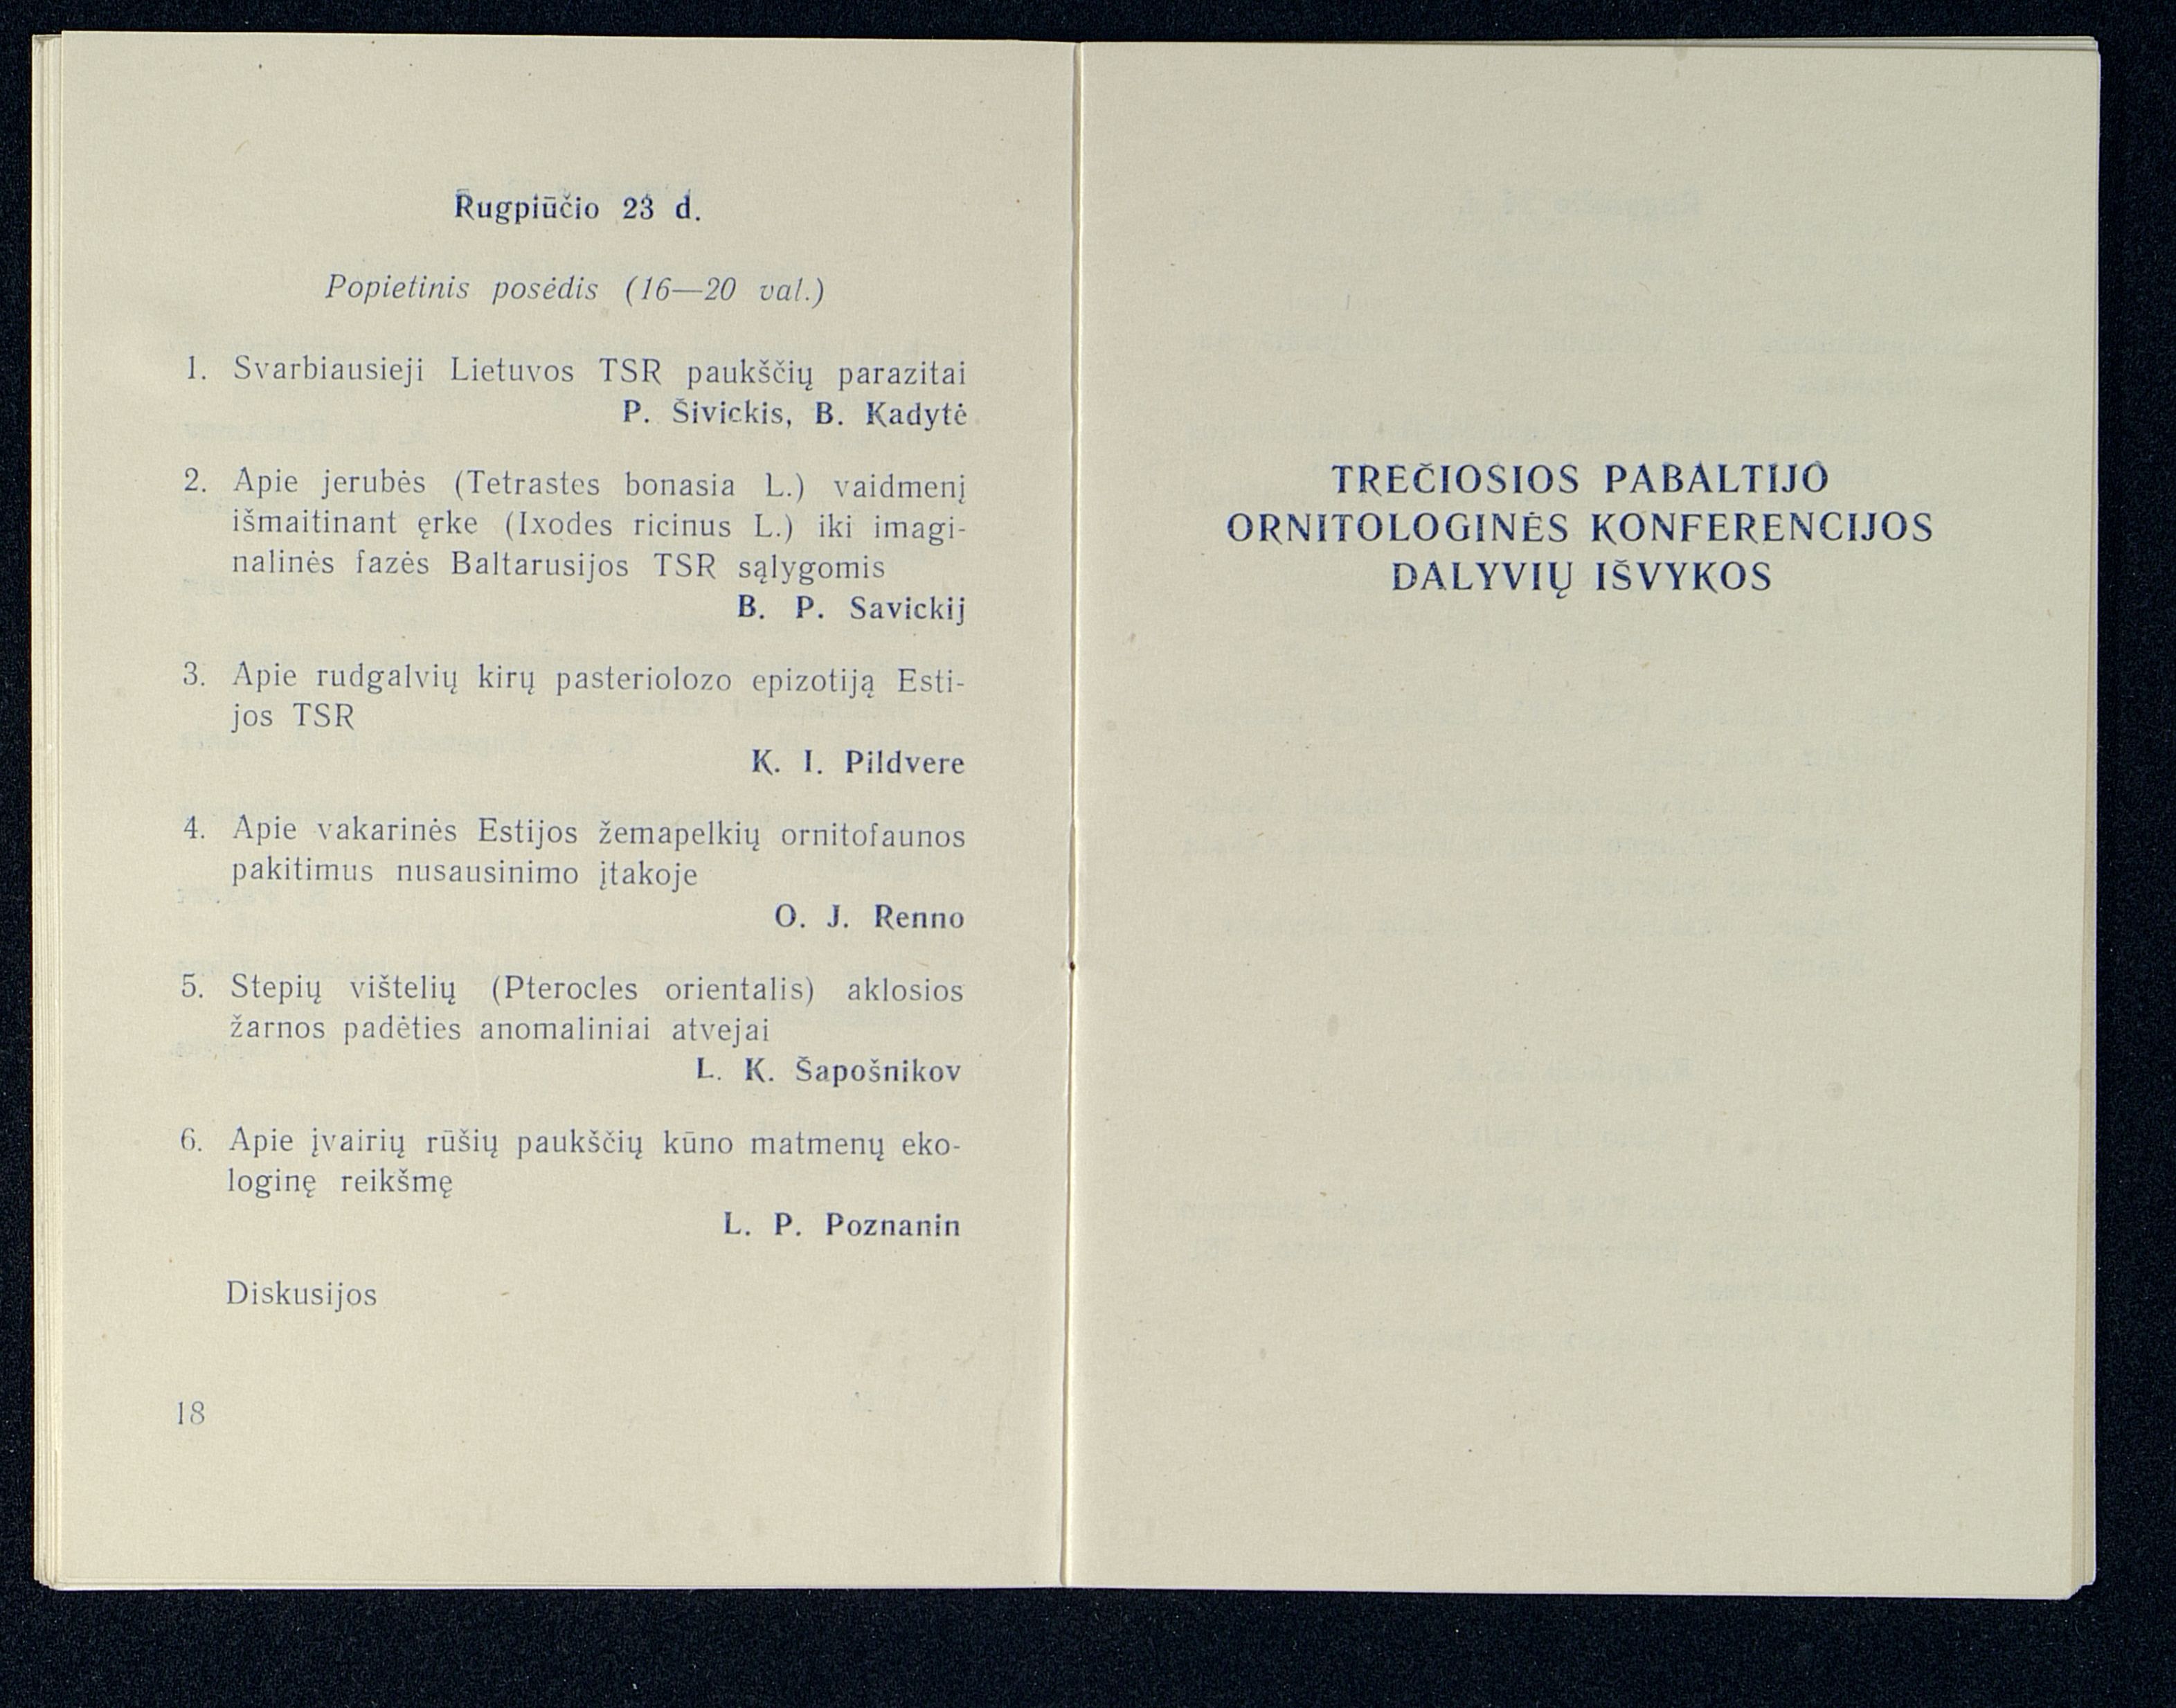 Rugpiūčio 23 d.
Popietinis posėdis (16—20 val.)
1. Svarbiausieji Lietuvos TSR paukščių parazitai
P. Šivickis, B. Kadytė
2. Apie jerubės (Tetrastes bonasia L.) vaidmenį
išmaitinant ęrke (Ixodes ricinus L.) iki imagi-
nalinės fazės Baltarusijos TSR sąlygomis
B. P. Savickij
3. Apie rudgalvių kirų pasteriolozo epizotiją Esti-
jos TSR
K. I. Pildvere
4. Apie vakarinės Estijos žemapelkių ornitofaunos
pakitimus nusausinimo įtakoje
O. J. Renno
5. Stepių vištelių (Pterocles orientalis) aklosios
žarnos padėties anomaliniai atvejai
L. K. Šapošnikov
6. Apie įvairių rūšių paukščių kūno matmenų eko-
loginę reikšmę
L. P. Poznanin
Diskusijos
18
TREČIOSIOS PABALTIJO
ORNITOLOGINĖS KONFERENCIJOS
DALYVIŲ IŠVYKOS